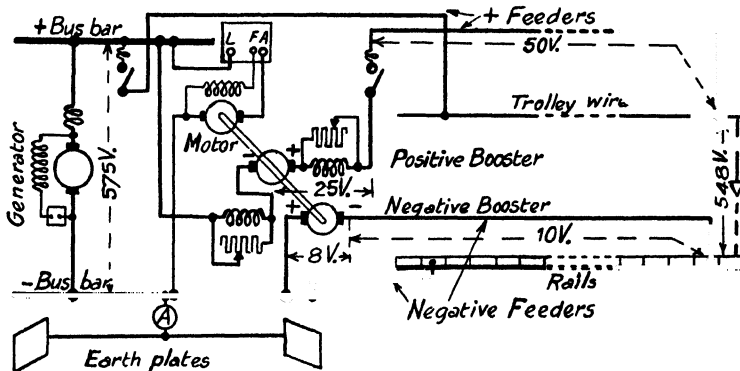 + Bus bar
L F A
+ Feeders
50V.
Trolley wire
Motor
Generator
575V.
+
-
Positive Booster
25V.
548V.
+
-
Negative Booster
8V.
10V.
- Bus bar
Rails
+
Negative Feeders
A
Earth plates